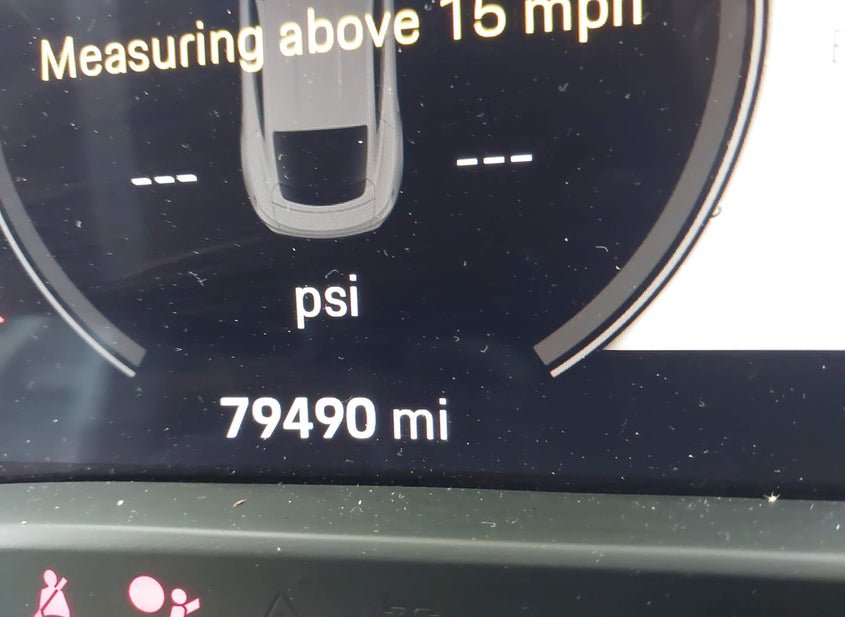 Measuring above 15 mph
--- ---
psi
79490 mi